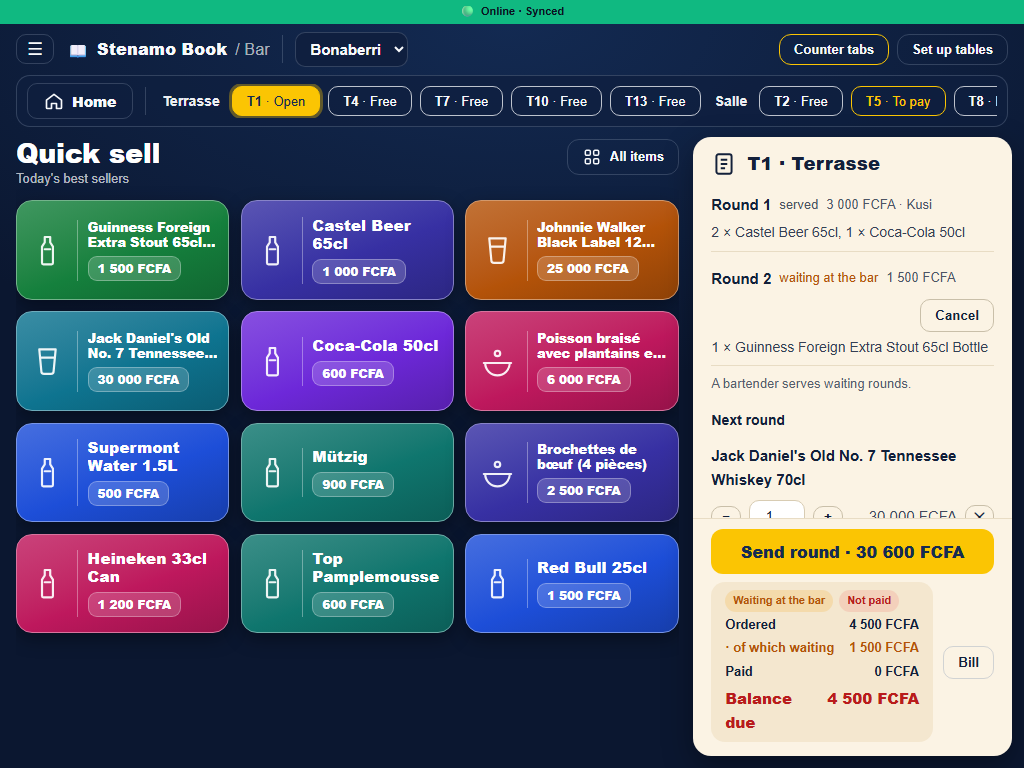 Online · Synced
Stenamo Book / Bar
Bonaberri
Counter tabs
Set up tables
Home
Terrasse
T1 · Open
T4 · Free
T7 · Free
T10 · Free
T13 · Free
Salle
T2 · Free
T5 · To pay
T8 ·
Quick sell
Today's best sellers
All items
Guinness Foreign
Extra Stout 65cl...
1 500 FCFA
Castel Beer
65cl
1 000 FCFA
Johnnie Walker
Black Label 12...
25 000 FCFA
Jack Daniel's Old
No. 7 Tennessee...
30 000 FCFA
Coca-Cola 50cl
600 FCFA
Poisson braisé
avec plantains e...
6 000 FCFA
Supermont
Water 1.5L
500 FCFA
Mützig
900 FCFA
Brochettes de
bœuf (4 pièces)
2 500 FCFA
Heineken 33cl
Can
1 200 FCFA
Top
Pamplemousse
600 FCFA
Red Bull 25cl
1 500 FCFA
T1 · Terrasse
Round 1 served 3 000 FCFA · Kusi
2 × Castel Beer 65cl, 1 × Coca-Cola 50cl
Round 2 waiting at the bar 1 500 FCFA
Cancel
1 × Guinness Foreign Extra Stout 65cl Bottle
A bartender serves waiting rounds.
Next round
Jack Daniel's Old No. 7 Tennessee
Whiskey 70cl
− 1 + 30 000 FCFA ×
Send round · 30 600 FCFA
Waiting at the bar Not paid
Ordered 4 500 FCFA
· of which waiting 1 500 FCFA
Paid 0 FCFA
Balance due 4 500 FCFA
Bill